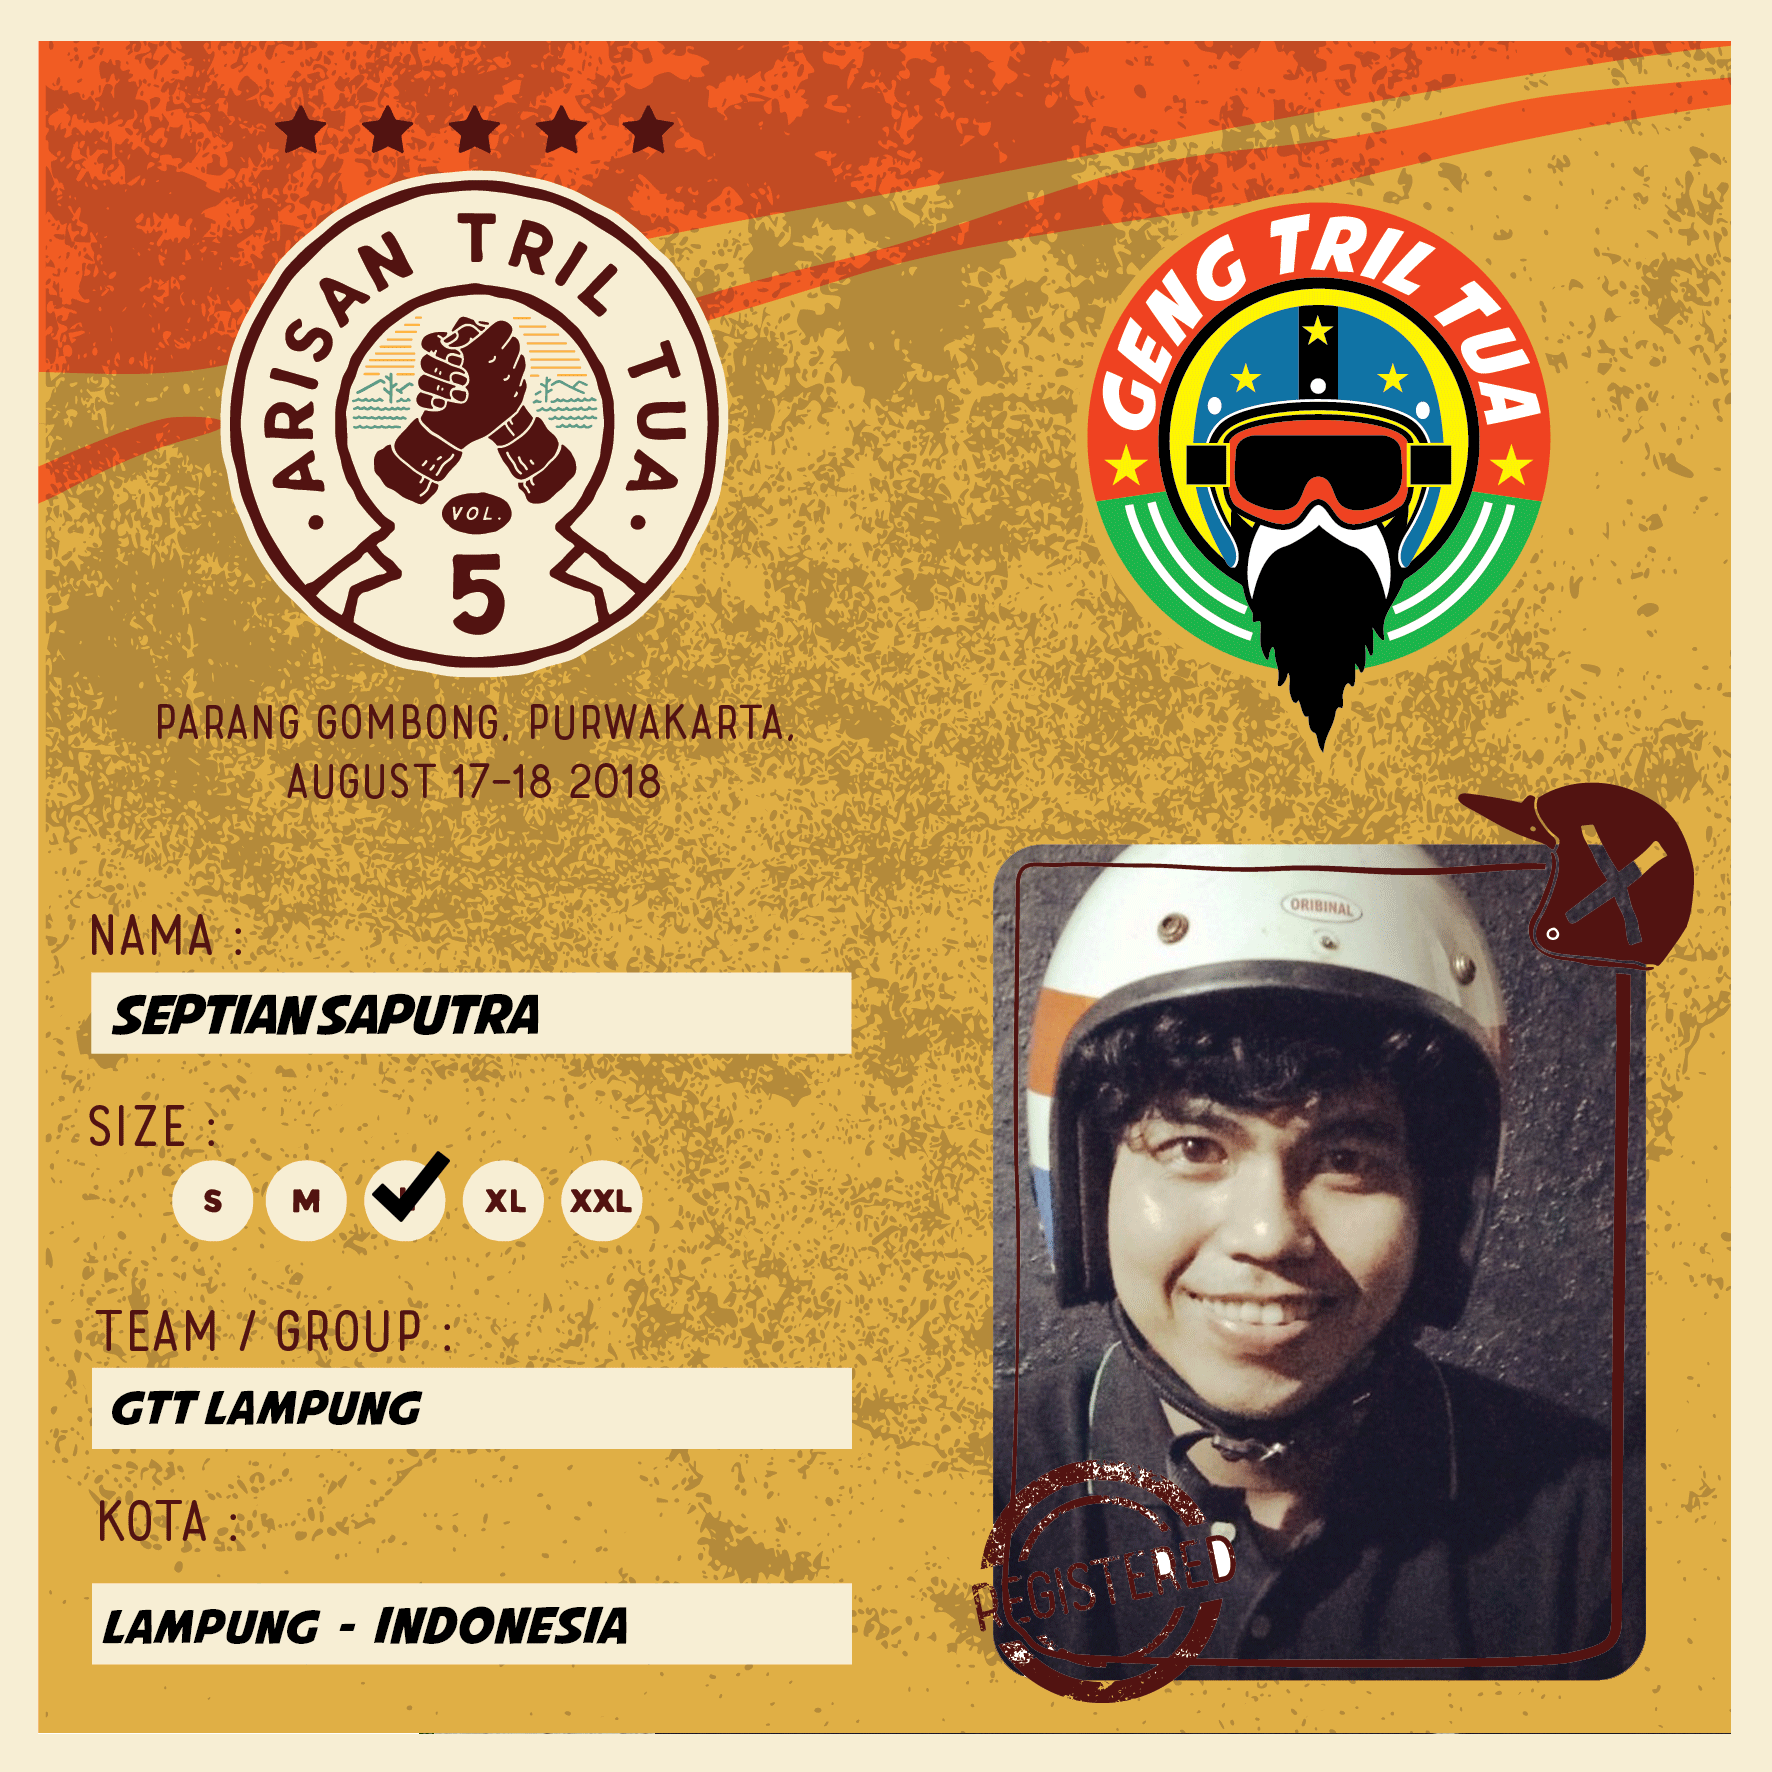 ARISAN TRIL TUA
VOL.
5
GENG TRIL TUA
PARANG GOMBONG, PURWAKARTA,
AUGUST 17-18 2018
ORIBINAL
NAMA :
SEPTIAN SAPUTRA
SIZE :
S M L XL XXL
TEAM / GROUP :
GTT LAMPUNG
KOTA :
LAMPUNG - INDONESIA
REGISTERED